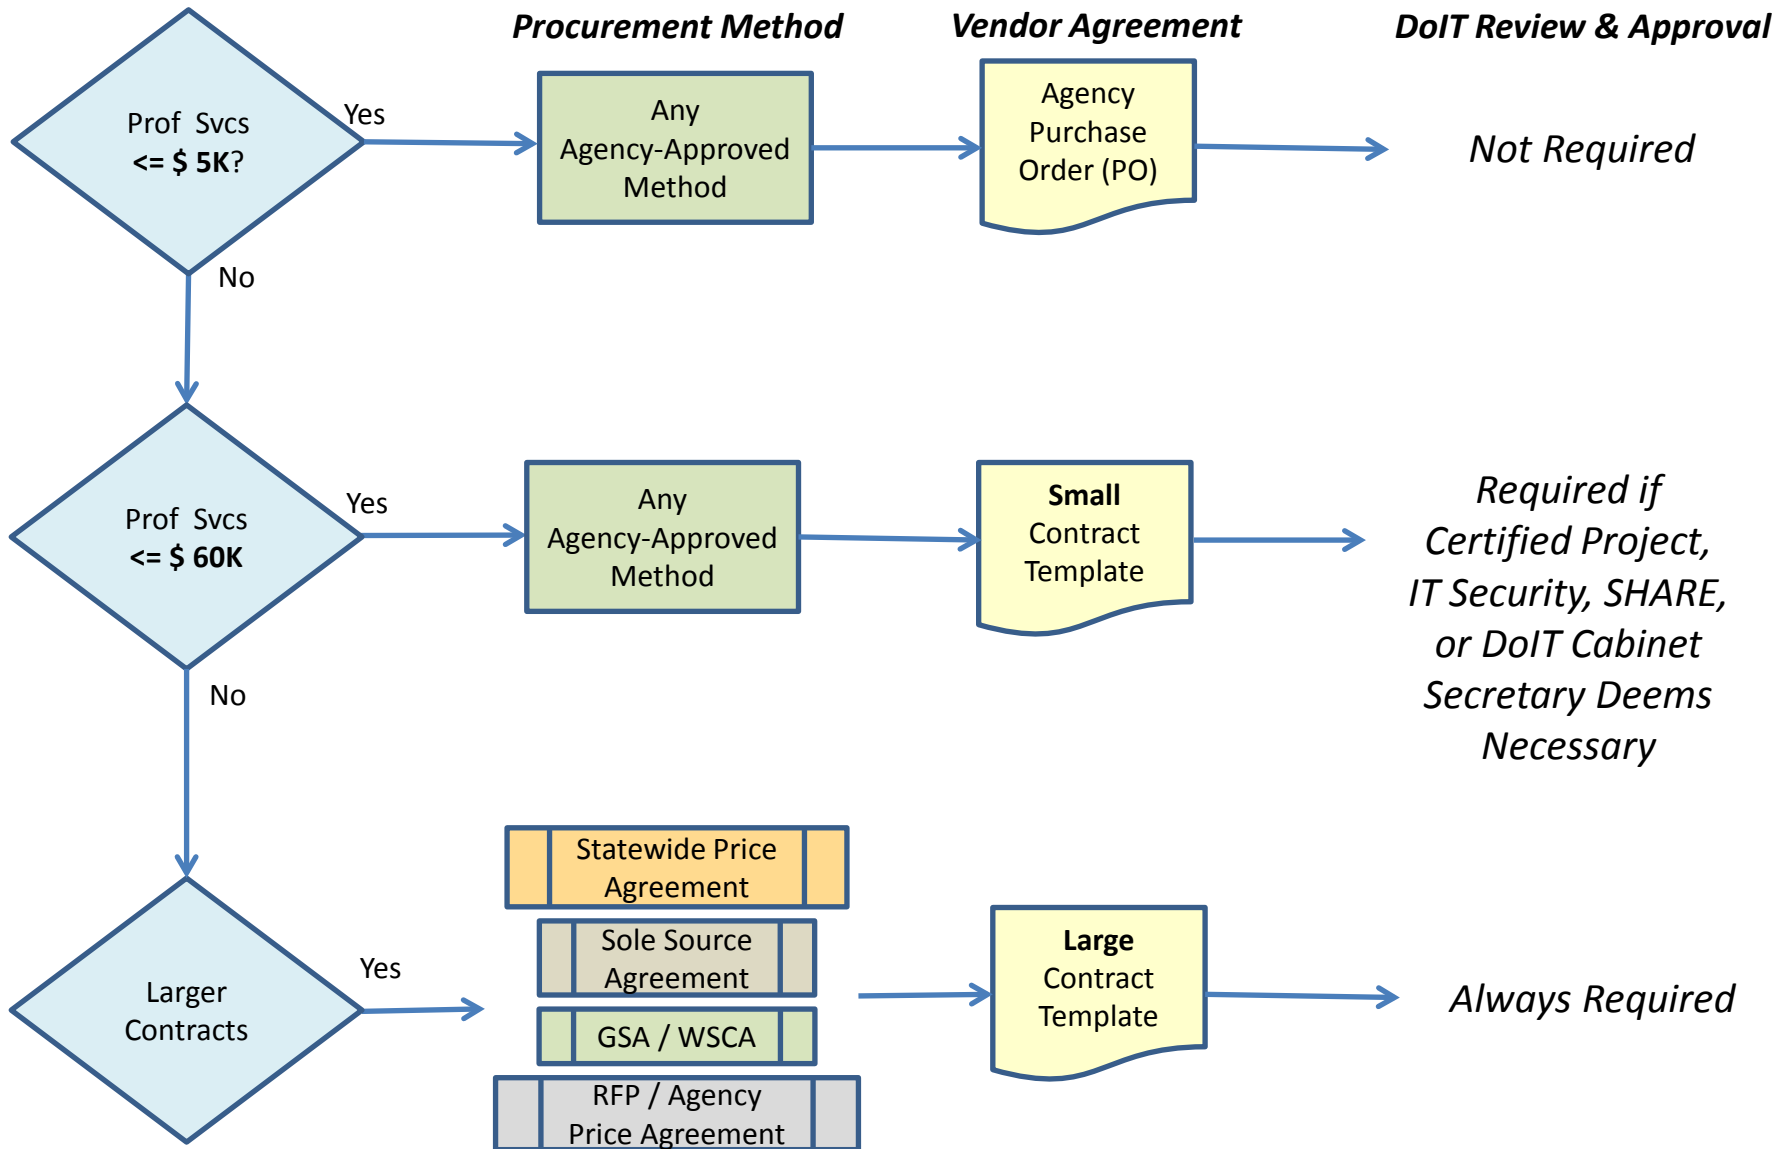 Procurement Method
Vendor Agreement
DoIT Review & Approval
Prof Svcs
<= $ 5K?
Yes
Any
Agency-Approved
Method
Agency
Purchase
Order (PO)
Not Required
No
Prof Svcs
<= $ 60K
Yes
Any
Agency-Approved
Method
Small
Contract
Template
Required if
Certified Project,
IT Security, SHARE,
or DoIT Cabinet
Secretary Deems
Necessary
No
Larger
Contracts
Yes
Statewide Price
Agreement
Sole Source
Agreement
GSA / WSCA
RFP / Agency
Price Agreement
Large
Contract
Template
Always Required